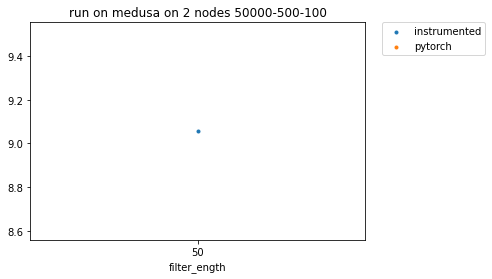 run on medusa on 2 nodes 50000-500-100
instrumented
pytorch
9.4
9.2
9.0
8.8
8.6
50
filter_ength